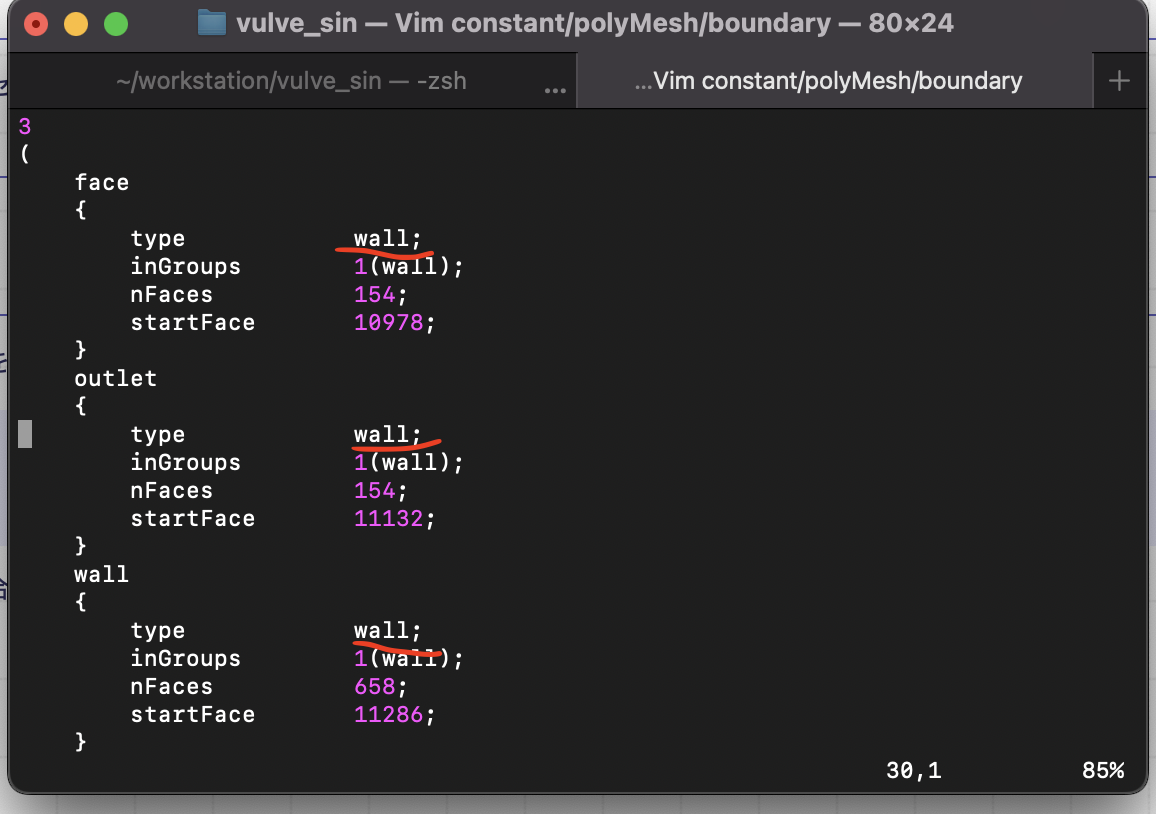 vulve_sin — Vim constant/polyMesh/boundary — 80×24
~/workstation/vulve_sin — -zsh ... ...Vim constant/polyMesh/boundary +
3
(
    face
    {
        type            wall;
        inGroups        1(wall);
        nFaces          154;
        startFace       10978;
    }
    outlet
    {
        type            wall;
        inGroups        1(wall);
        nFaces          154;
        startFace       11132;
    }
    wall
    {
        type            wall;
        inGroups        1(wall);
        nFaces          658;
        startFace       11286;
    }
30,1 85%